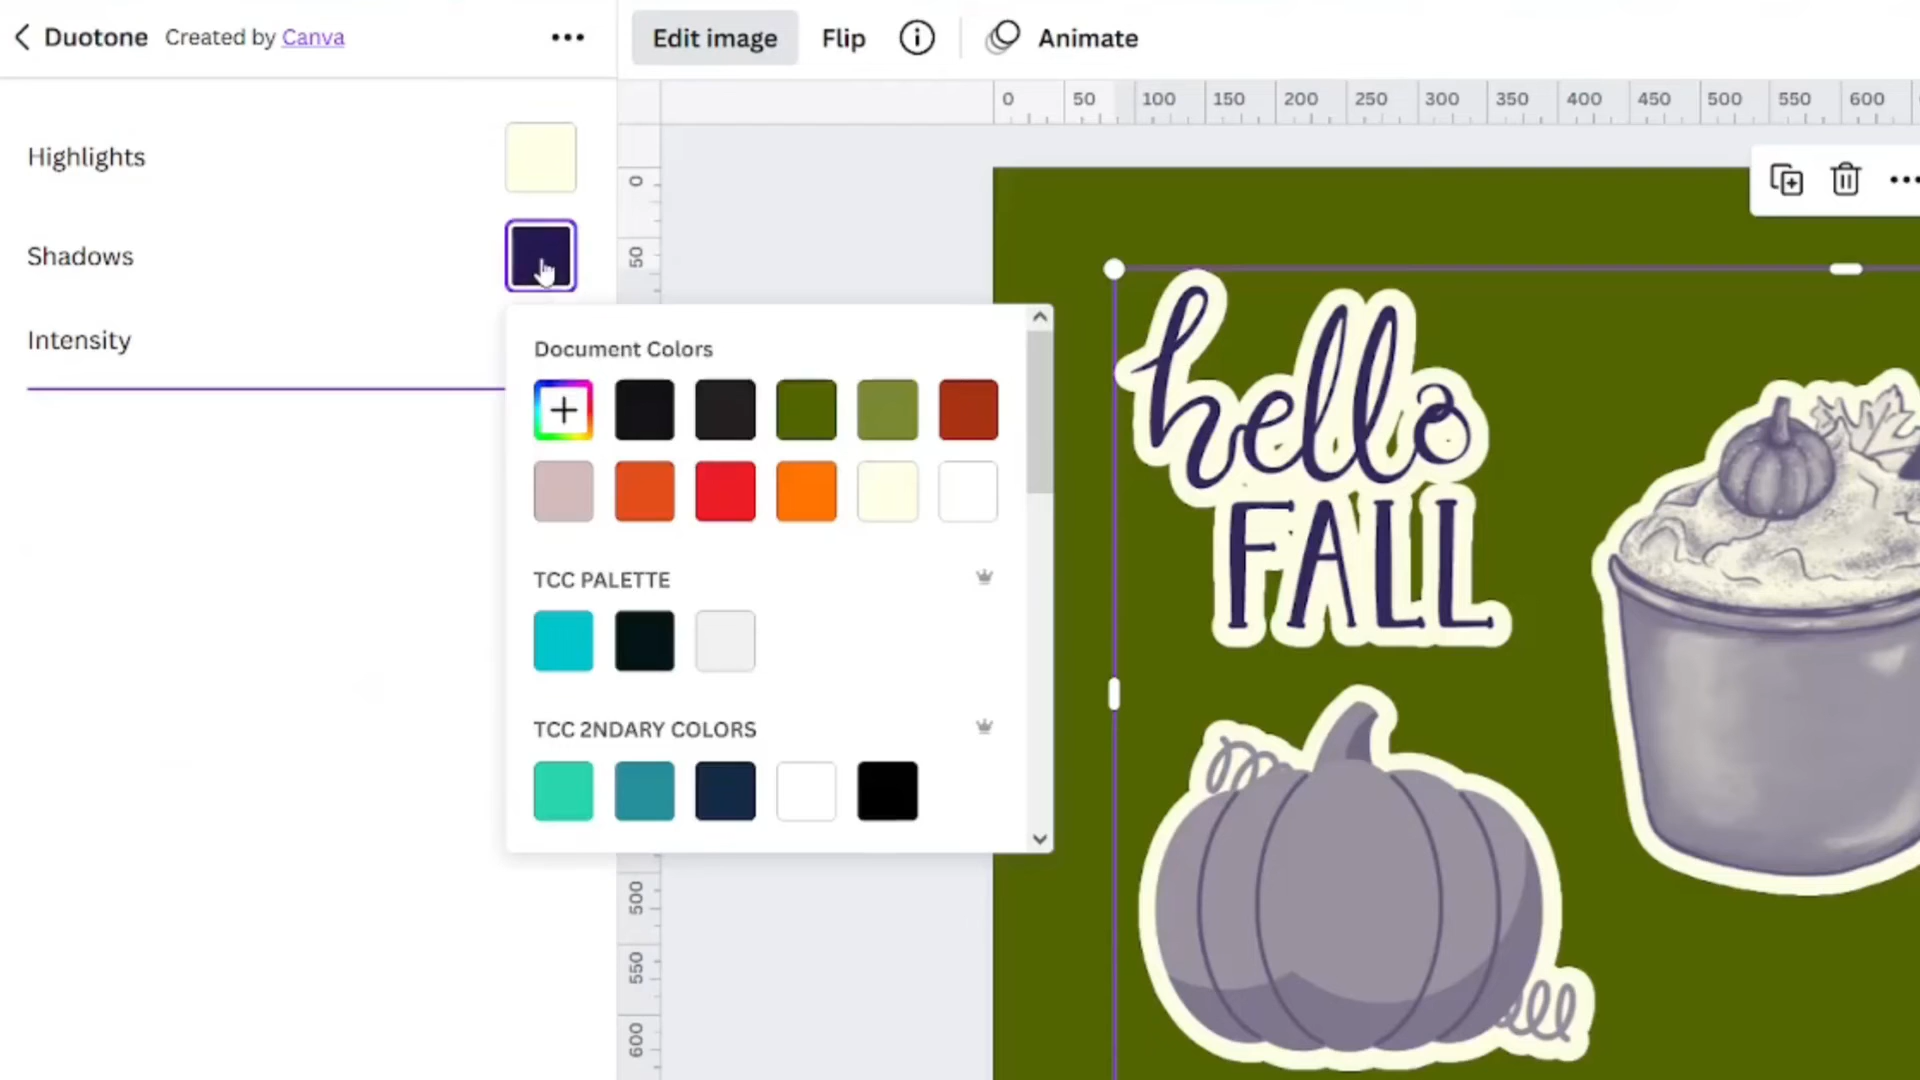 Duotone Created by Canva
Edit image Flip Animate
0 50 100 150 200 250 300 350 400 450 500 550 600
Highlights
Shadows
Intensity
Document Colors
TCC PALETTE
TCC 2NDARY COLORS
0
50
500
550
600
hello
FALL